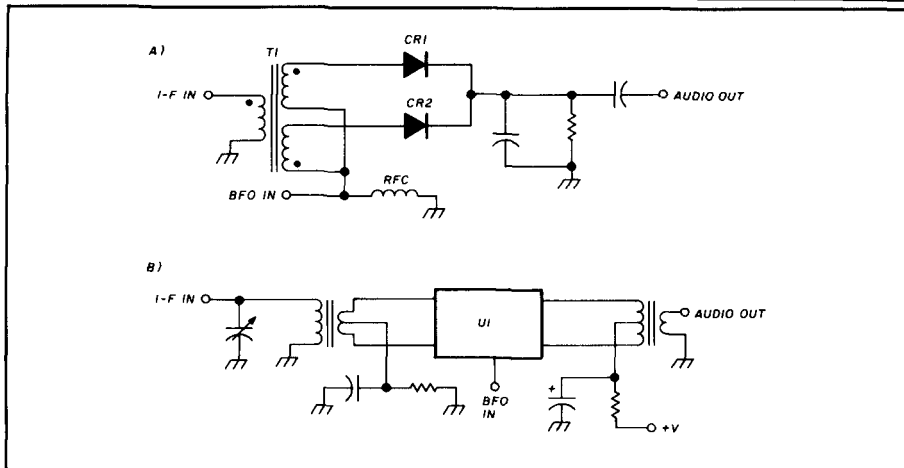 A)
T1
CR1
I-F IN
AUDIO OUT
CR2
BFO IN
RFC
B)
I-F IN
U1
AUDIO OUT
BFO
IN
+
+V